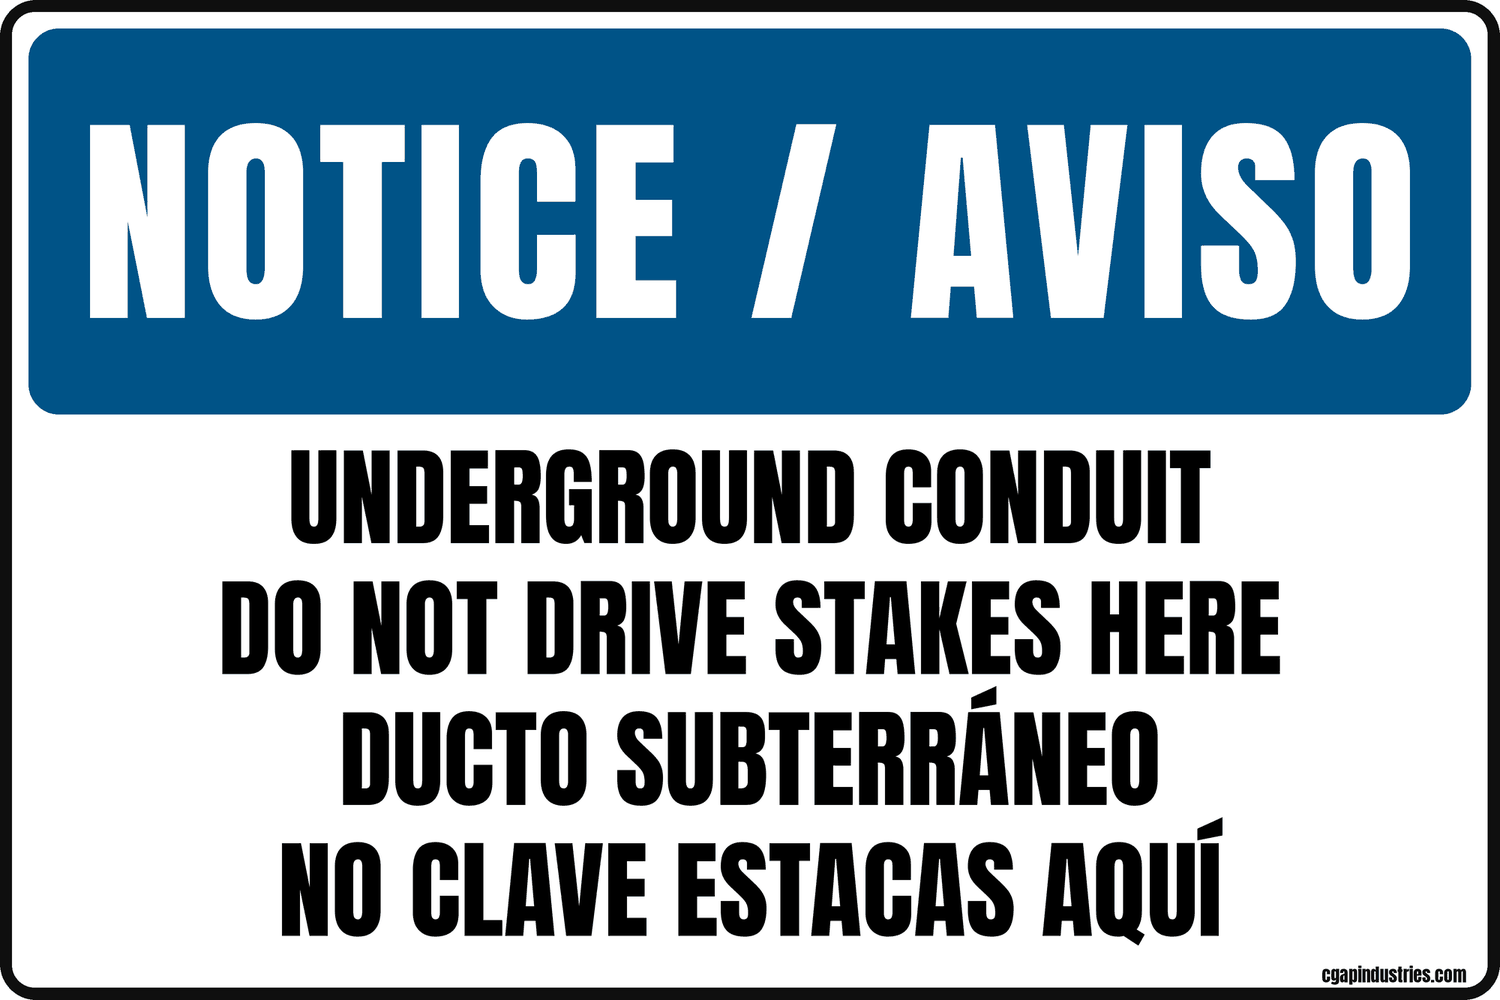 NOTICE / AVISO
UNDERGROUND CONDUIT
DO NOT DRIVE STAKES HERE
DUCTO SUBTERRÁNEO
NO CLAVE ESTACAS AQUÍ
cgapindustries.com